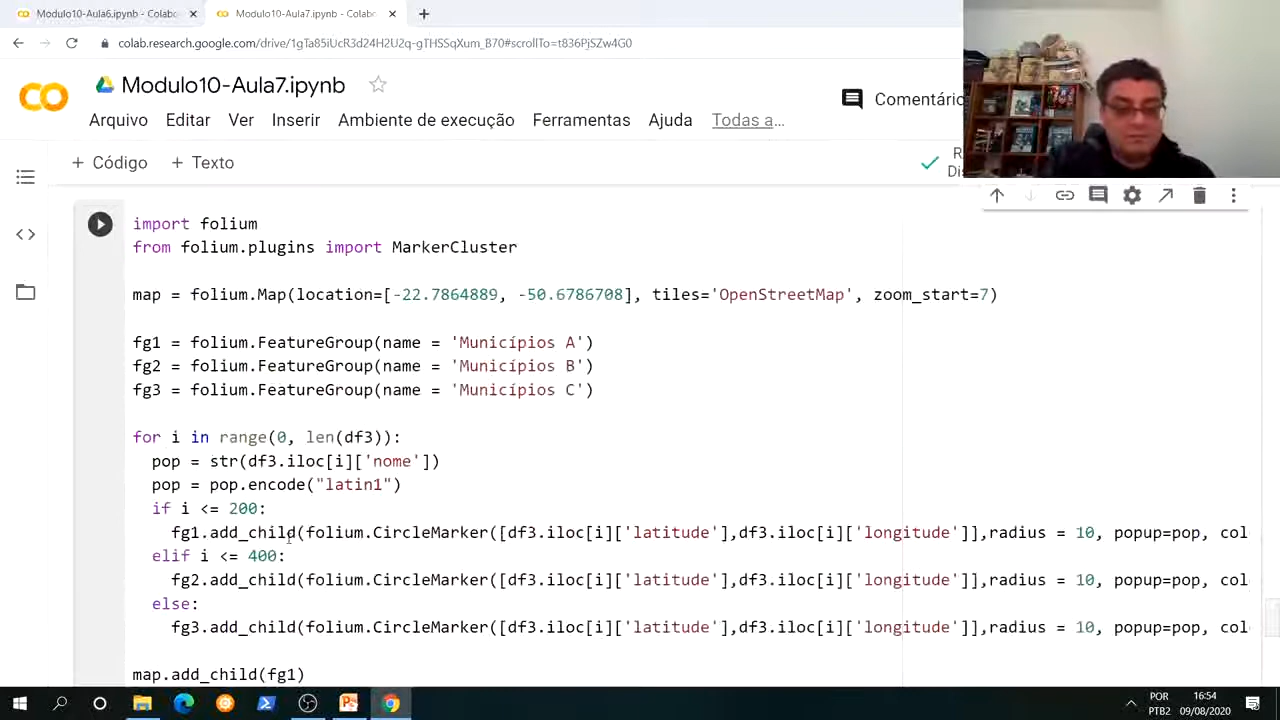 Modulo10-Aula6.ipynb - Colabo
Modulo10-Aula7.ipynb - Colabo
colab.research.google.com/drive/1gTa85iUcR3d24H2U2q-gTHSSqXum_B70#scrollTo=t836PjSZw4G0
Modulo10-Aula7.ipynb
Comentário
Arquivo Editar Ver Inserir Ambiente de execução Ferramentas Ajuda Todas a…
+ Código + Texto
R
Dis
import folium
from folium.plugins import MarkerCluster
map = folium.Map(location=[-22.7864889, -50.6786708], tiles='OpenStreetMap', zoom_start=7)
fg1 = folium.FeatureGroup(name = 'Municípios A')
fg2 = folium.FeatureGroup(name = 'Municípios B')
fg3 = folium.FeatureGroup(name = 'Municípios C')
for i in range(0, len(df3)):
pop = str(df3.iloc[i]['nome'])
pop = pop.encode("latin1")
if i <= 200:
fg1.add_child(folium.CircleMarker([df3.iloc[i]['latitude'],df3.iloc[i]['longitude']],radius = 10, popup=pop, col
elif i <= 400:
fg2.add_child(folium.CircleMarker([df3.iloc[i]['latitude'],df3.iloc[i]['longitude']],radius = 10, popup=pop, col
else:
fg3.add_child(folium.CircleMarker([df3.iloc[i]['latitude'],df3.iloc[i]['longitude']],radius = 10, popup=pop, col
map.add_child(fg1)
POR
PTB2
16:54
09/08/2020